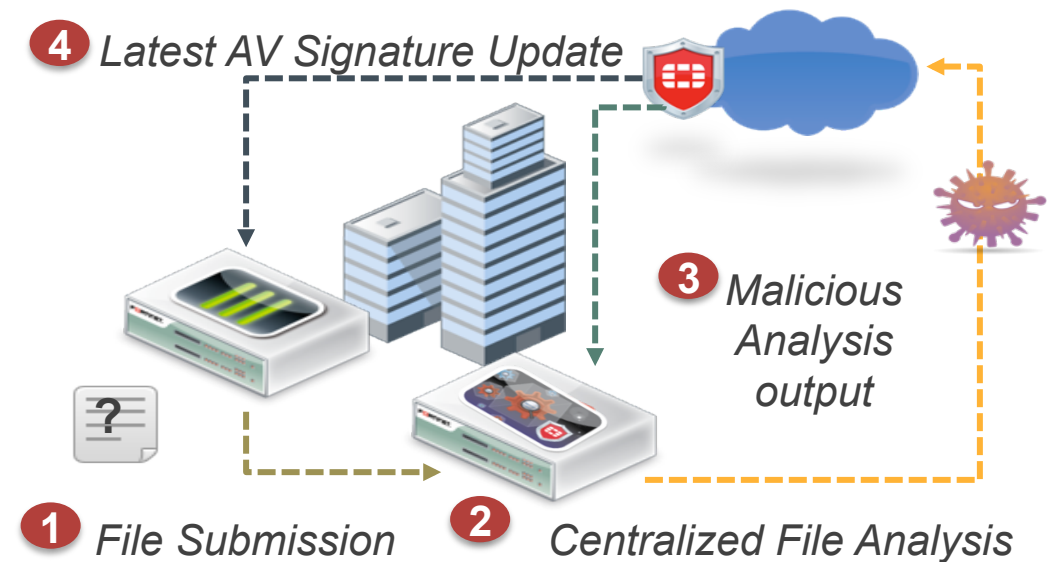 4 Latest AV Signature Update
3 Malicious
Analysis
output
?
1 File Submission
2 Centralized File Analysis